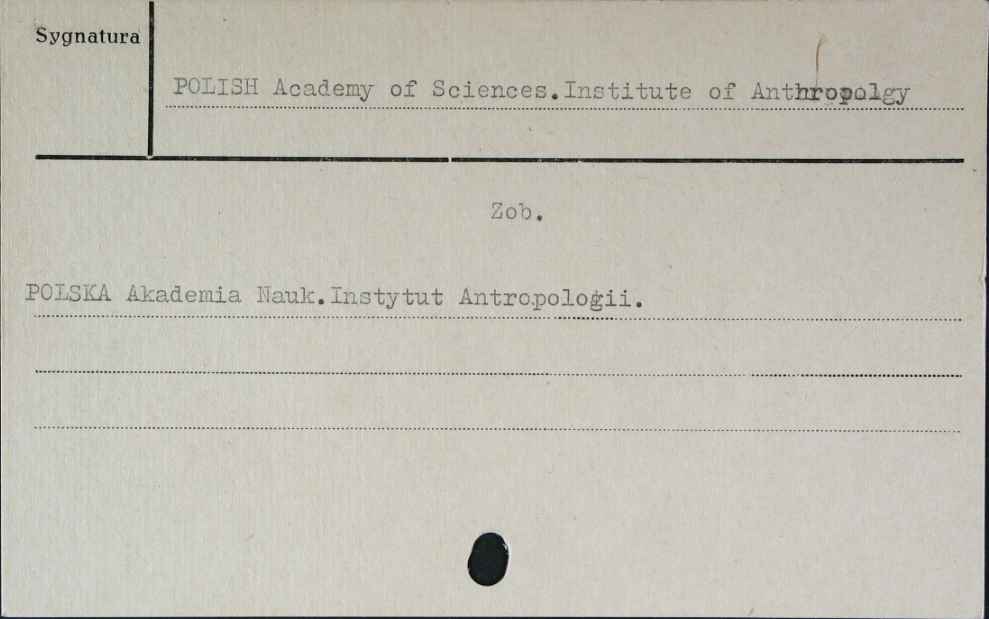 Sygnatura
POLISH Academy of Sciences.Institute of Anthropolgy
Zob.
POLSKA Akademia Nauk.Instytut Antropologii.